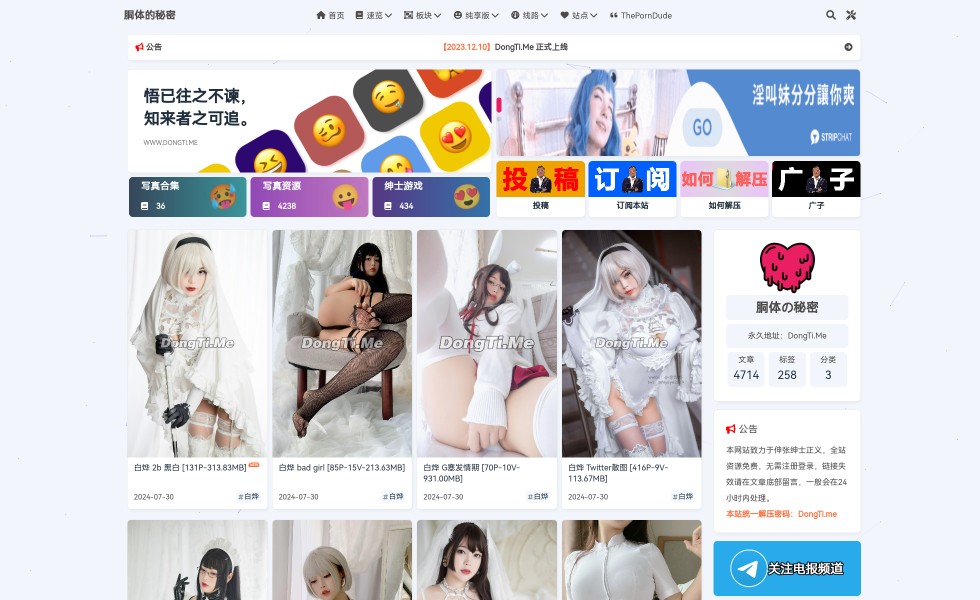 胴体的秘密
首页 速览 板块 纯享版 线路 站点 ThePornDude
公告
【2023.12.10】DongTi.Me 正式上线
悟已往之不谏,
知来者之可追。
WWW.DONGTI.ME
淫叫妹分分讓你爽
GO
STRIPCHAT
写真合集
36
写真资源
4238
绅士游戏
434
投稿
订阅
如何解压
广子
投稿
订阅本站
如何解压
广子
DongTi.Me
DongTi.Me
DongTi.Me
DongTi.Me
白烨 2b 黑白 [131P-313.83MB]
2024-07-30
#白烨
白烨 bad girl [85P-15V-213.63MB]
2024-07-30
#白烨
白烨 G塞发情期 [70P-10V-
931.00MB]
2024-07-30
#白烨
白烨 Twitter散图 [416P-9V-
113.67MB]
2024-07-30
#白烨
胴体の秘密
永久地址：DongTi.Me
文章 标签 分类
4714 258 3
公告
本网站致力于伸张绅士正义，全站
资源免费，无需注册登录，链接失
效请在文章底部留言，一般会在24
小时内处理。
本站统一解压密码：DongTi.me
关注电报频道